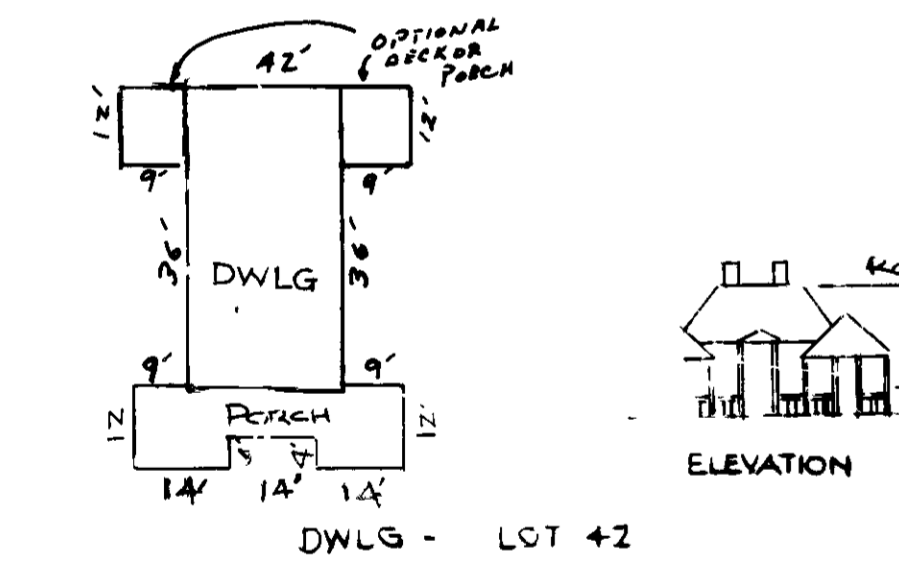 OPTIONAL
DECK OR
PORCH
42'
12'
12'
9'
9'
36'
DWLG
36'
9'
9'
12
PORCH
12'
4'
14'
14'
14'
ELEVATION
DWLG - LOT 42